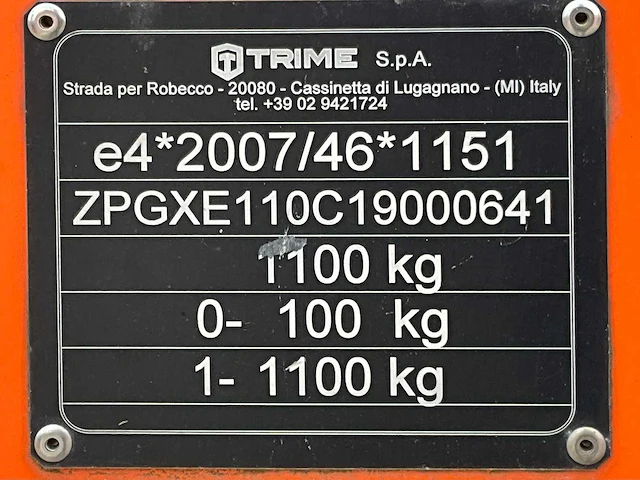 TRIME S.p.A.
Strada per Robecco - 20080 - Cassinetta di Lugagnano - (MI) Italy
tel. +39 02 9421724
e4*2007/46*1151
ZPGXE110C19000641
1100 kg
0- 100 kg
1- 1100 kg